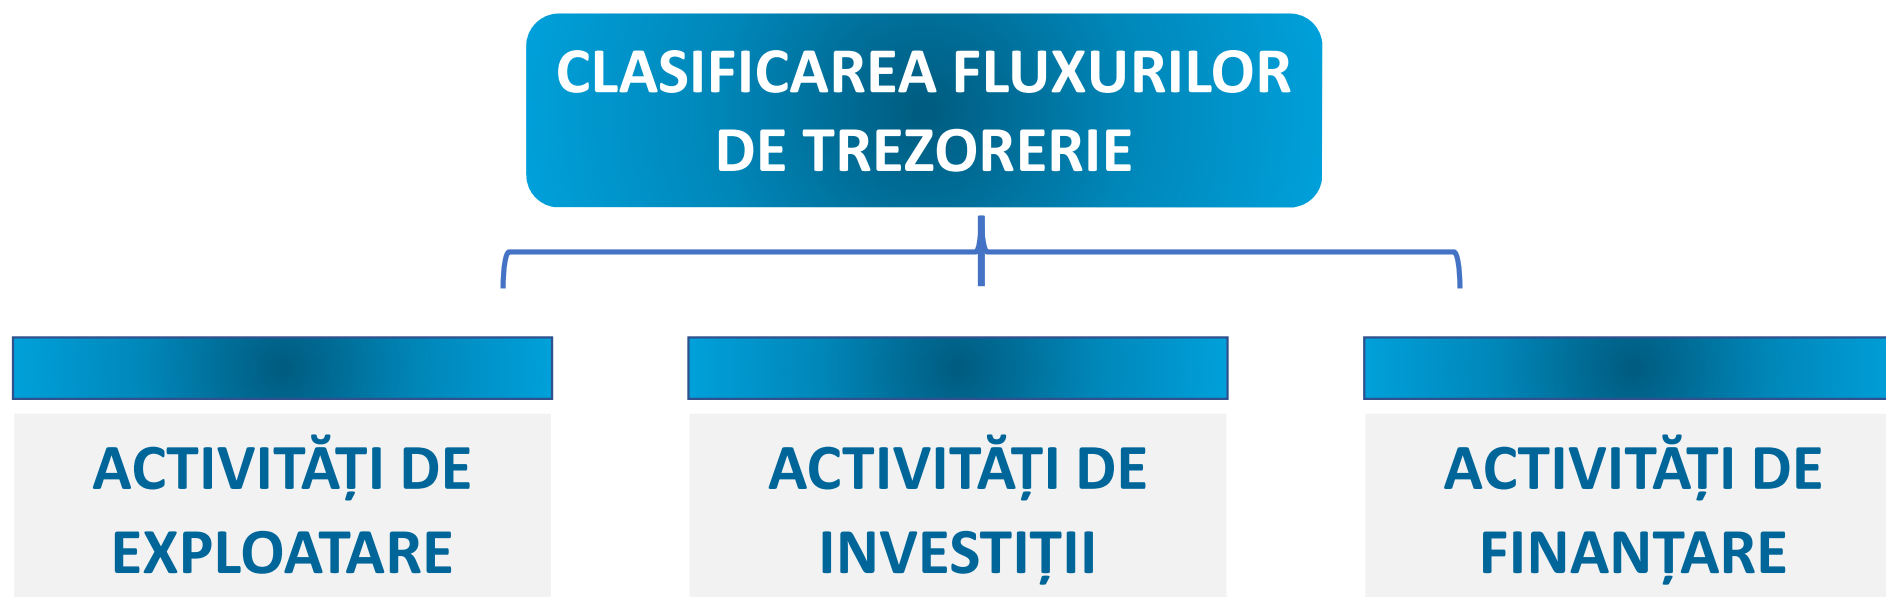 CLASIFICAREA FLUXURILOR
DE TREZORERIE
ACTIVITĂȚI DE
EXPLOATARE
ACTIVITĂȚI DE
INVESTIȚII
ACTIVITĂȚI DE
FINANȚARE